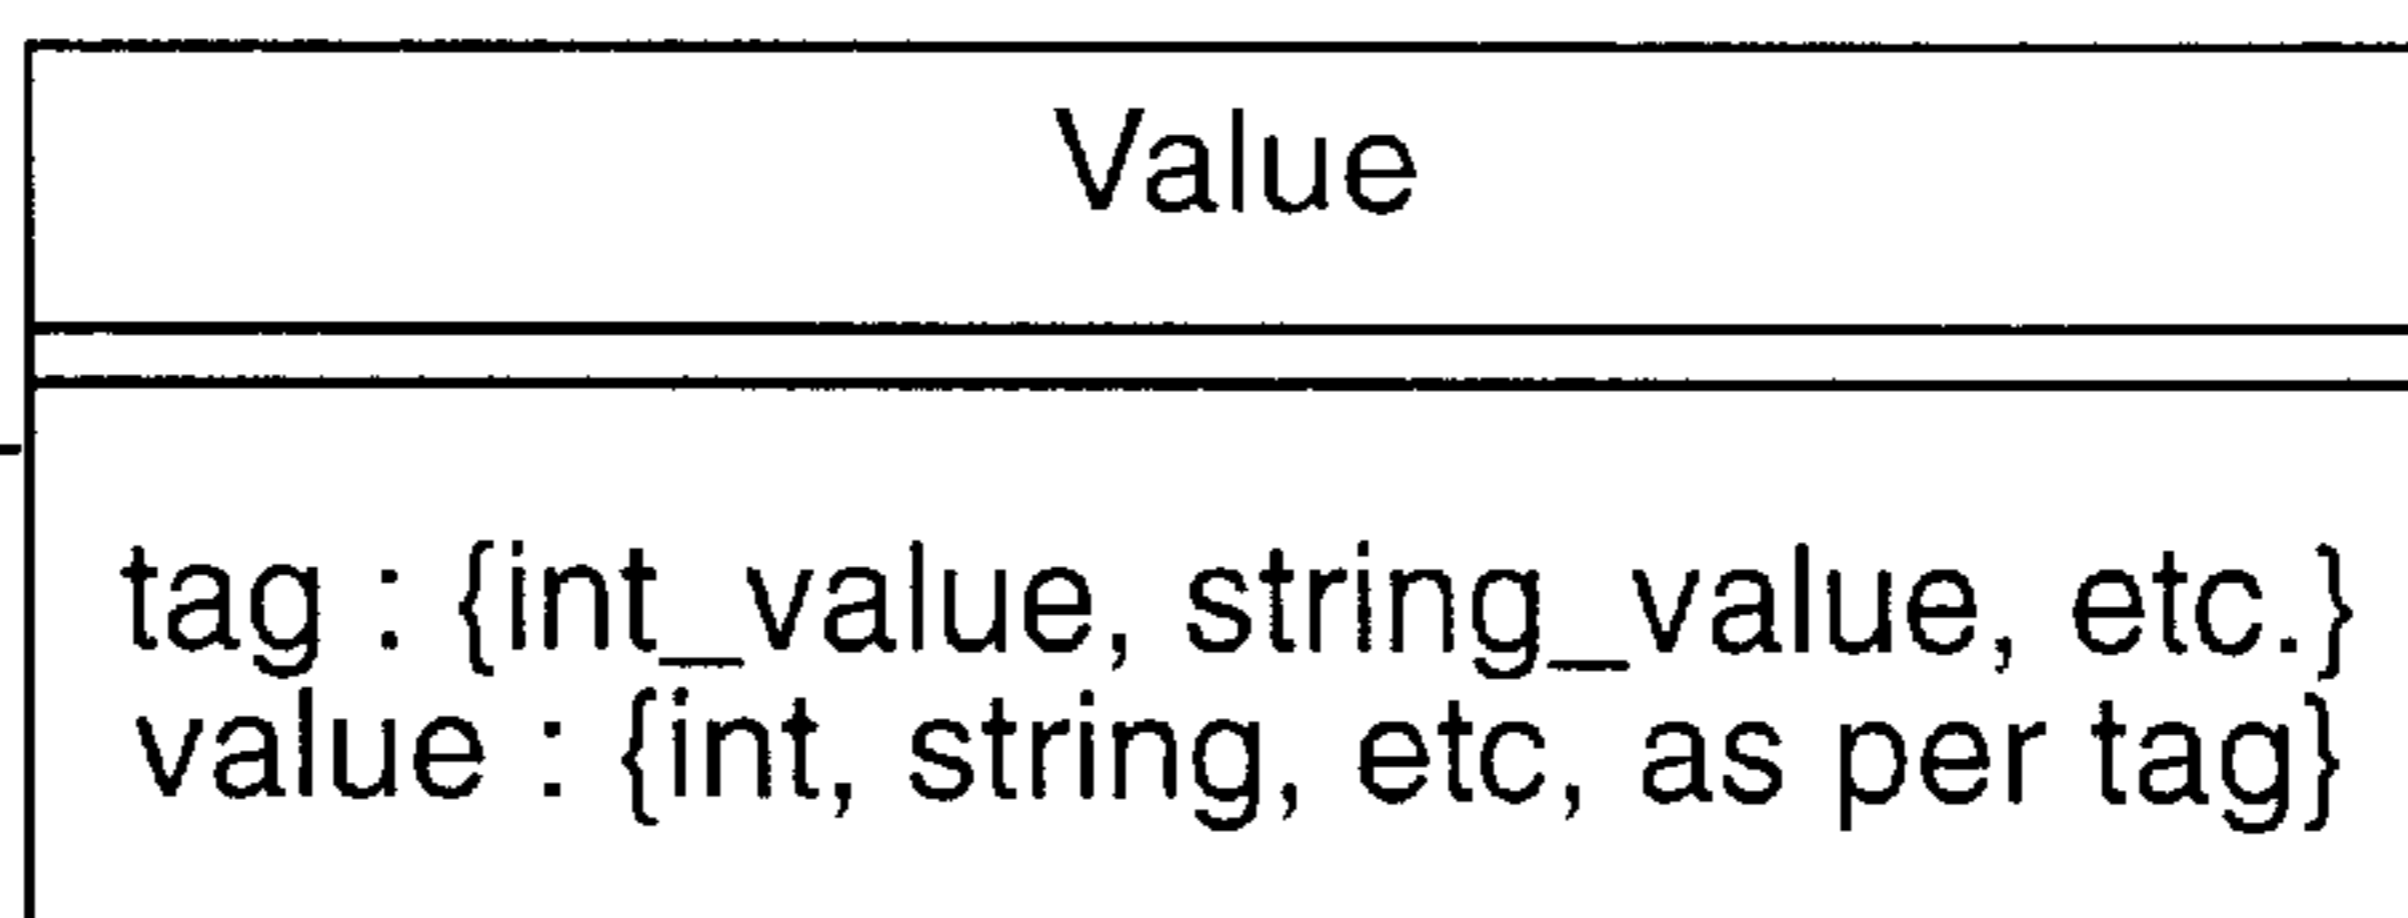 Value
tag : {int_value, string_value, etc.}
value : {int, string, etc, as per tag}